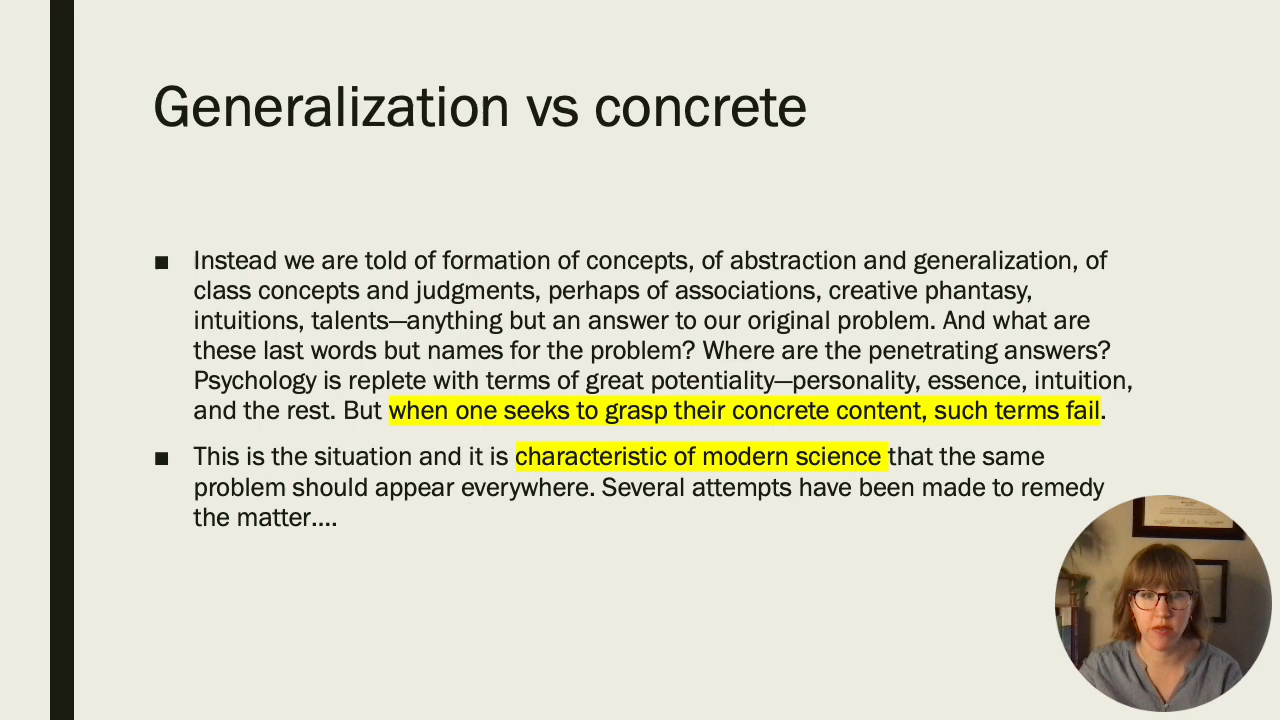 Generalization vs concrete
■ Instead we are told of formation of concepts, of abstraction and generalization, of
class concepts and judgments, perhaps of associations, creative phantasy,
intuitions, talents—anything but an answer to our original problem. And what are
these last words but names for the problem? Where are the penetrating answers?
Psychology is replete with terms of great potentiality—personality, essence, intuition,
and the rest. But when one seeks to grasp their concrete content, such terms fail.
■ This is the situation and it is characteristic of modern science that the same
problem should appear everywhere. Several attempts have been made to remedy
the matter....